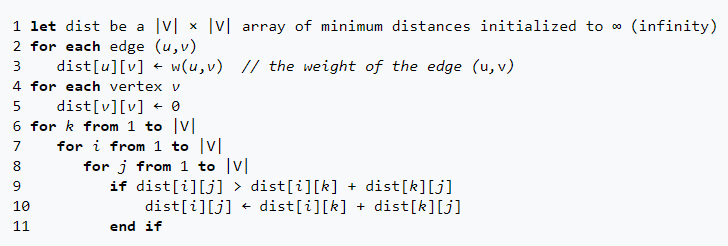 1 let dist be a |V| × |V| array of minimum distances initialized to ∞ (infinity)
2 for each edge (u,v)
3    dist[u][v] ← w(u,v)  // the weight of the edge (u,v)
4 for each vertex v
5    dist[v][v] ← 0
6 for k from 1 to |V|
7    for i from 1 to |V|
8       for j from 1 to |V|
9          if dist[i][j] > dist[i][k] + dist[k][j]
10             dist[i][j] ← dist[i][k] + dist[k][j]
11         end if